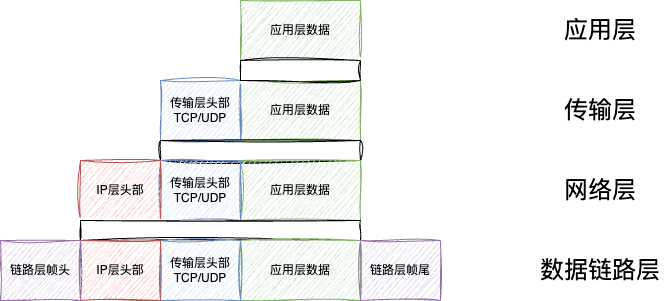 应用层数据
应用层
传输层头部
TCP/UDP
应用层数据
传输层
IP层头部
传输层头部
TCP/UDP
应用层数据
网络层
链路层帧头
IP层头部
传输层头部
TCP/UDP
应用层数据
链路层帧尾
数据链路层